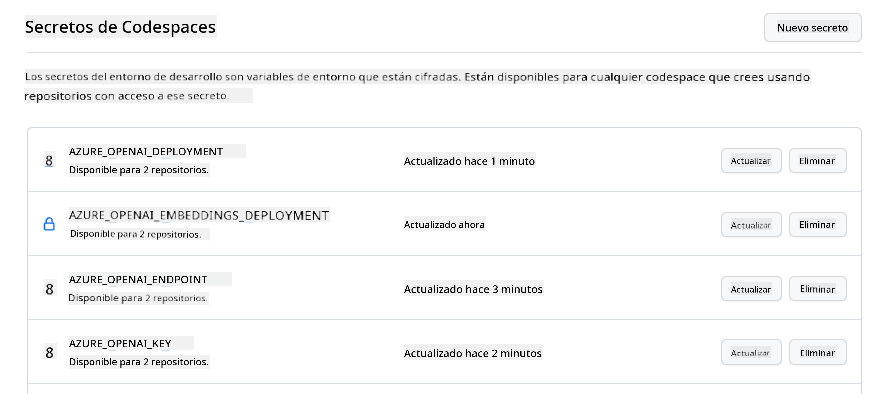 Secretos de Codespaces
Nuevo secreto
Los secretos del entorno de desarrollo son variables de entorno que están cifradas. Están disponibles para cualquier codespace que crees usando
repositorios con acceso a ese secreto.
8 AZURE_OPENAI_DEPLOYMENT
Disponible para 2 repositorios.
Actualizado hace 1 minuto
Actualizar
Eliminar
AZURE_OPENAI_EMBEDDINGS_DEPLOYMENT
Disponible para 2 repositorios.
Actualizado ahora
Actualizar
Eliminar
8 AZURE_OPENAI_ENDPOINT
Disponible para 2 repositorios.
Actualizado hace 3 minutos
Actualizar
Eliminar
8 AZURE_OPENAI_KEY
Disponible para 2 repositorios.
Actualizado hace 2 minutos
Actualizar
Eliminar